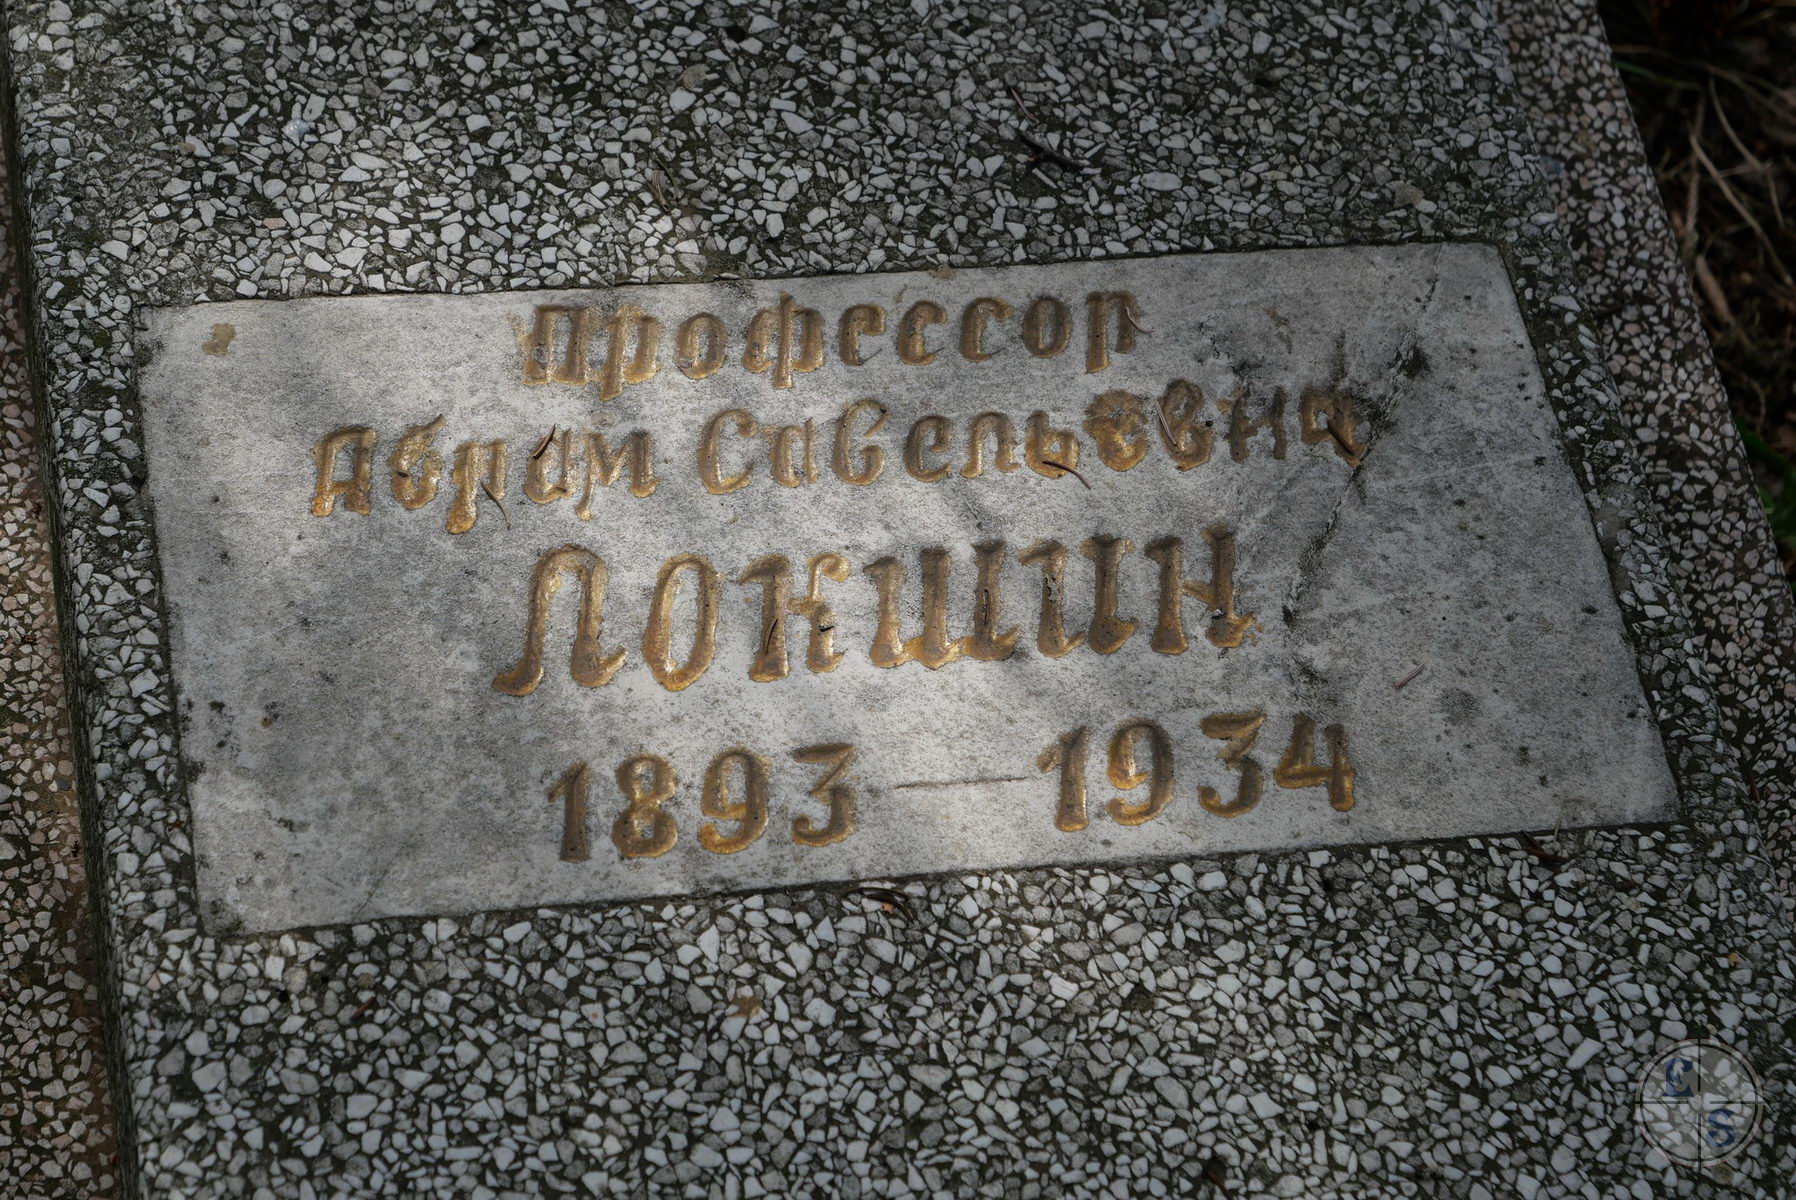 Профессор
Абрам Савельевич
ЛОКШИН
1893 — 1934
C
S